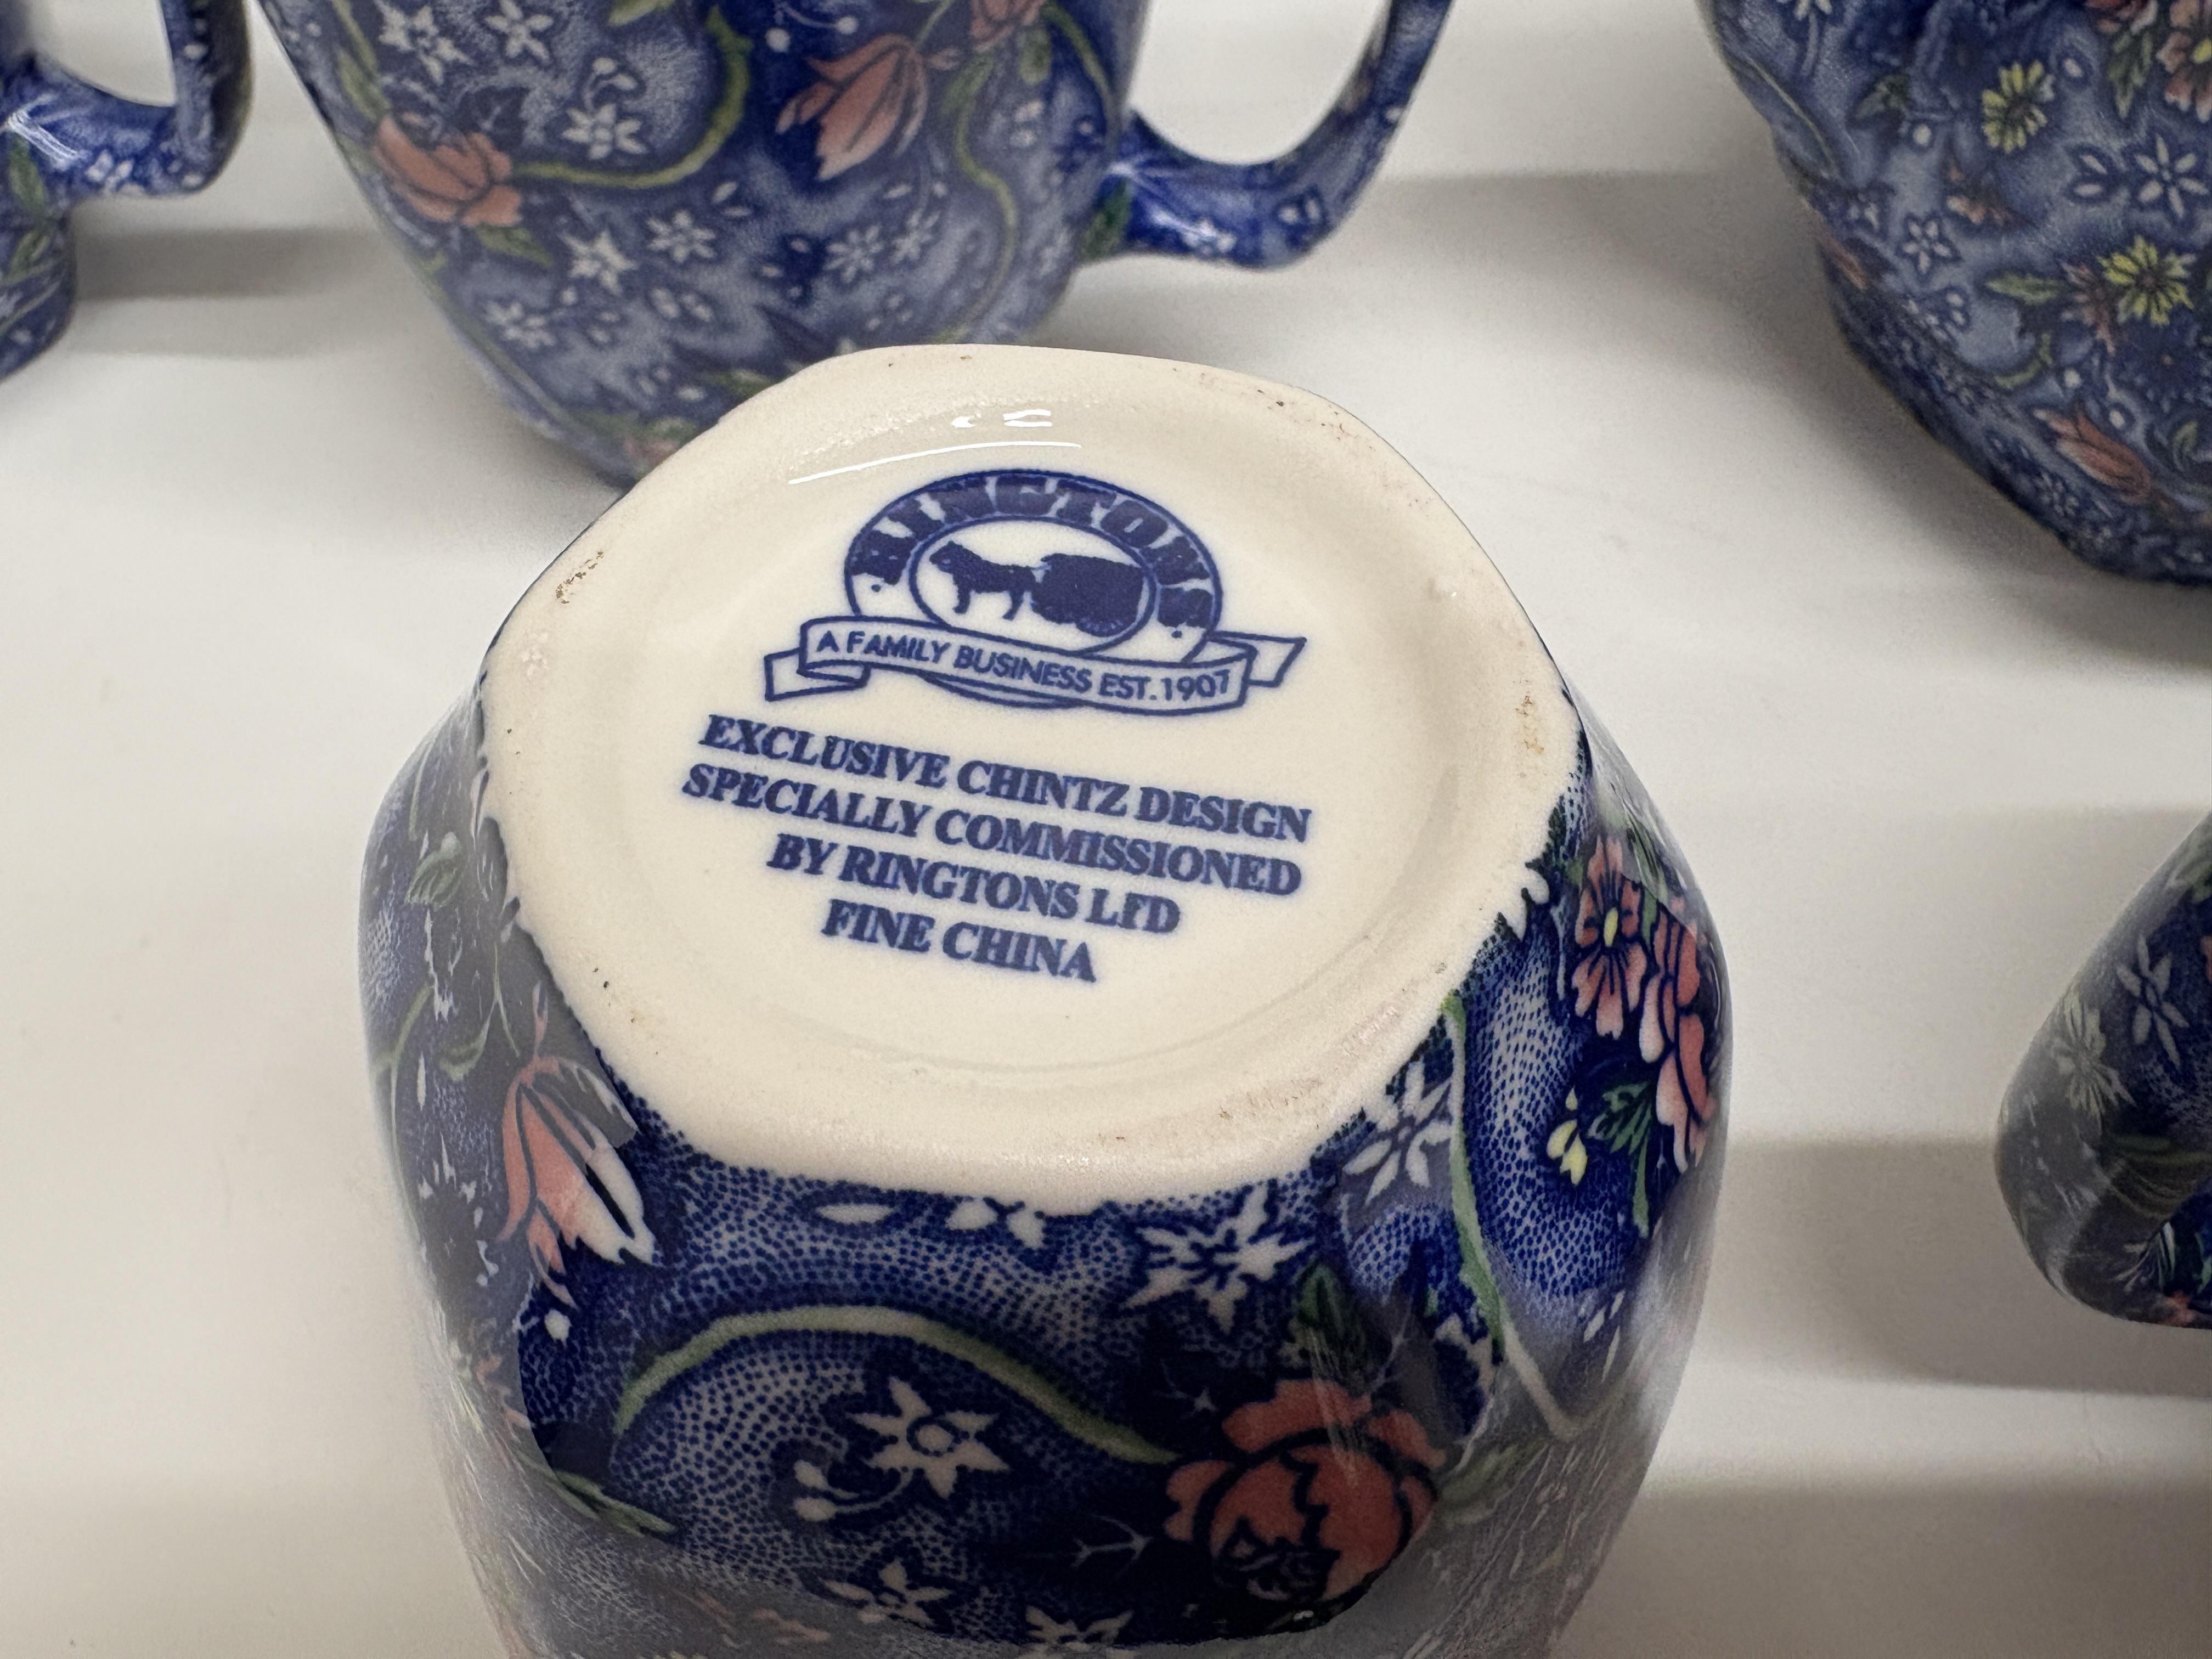 RINGTONS
A FAMILY BUSINESS EST. 1907
EXCLUSIVE CHINTZ DESIGN
SPECIALLY COMMISSIONED
BY RINGTONS LTD
FINE CHINA